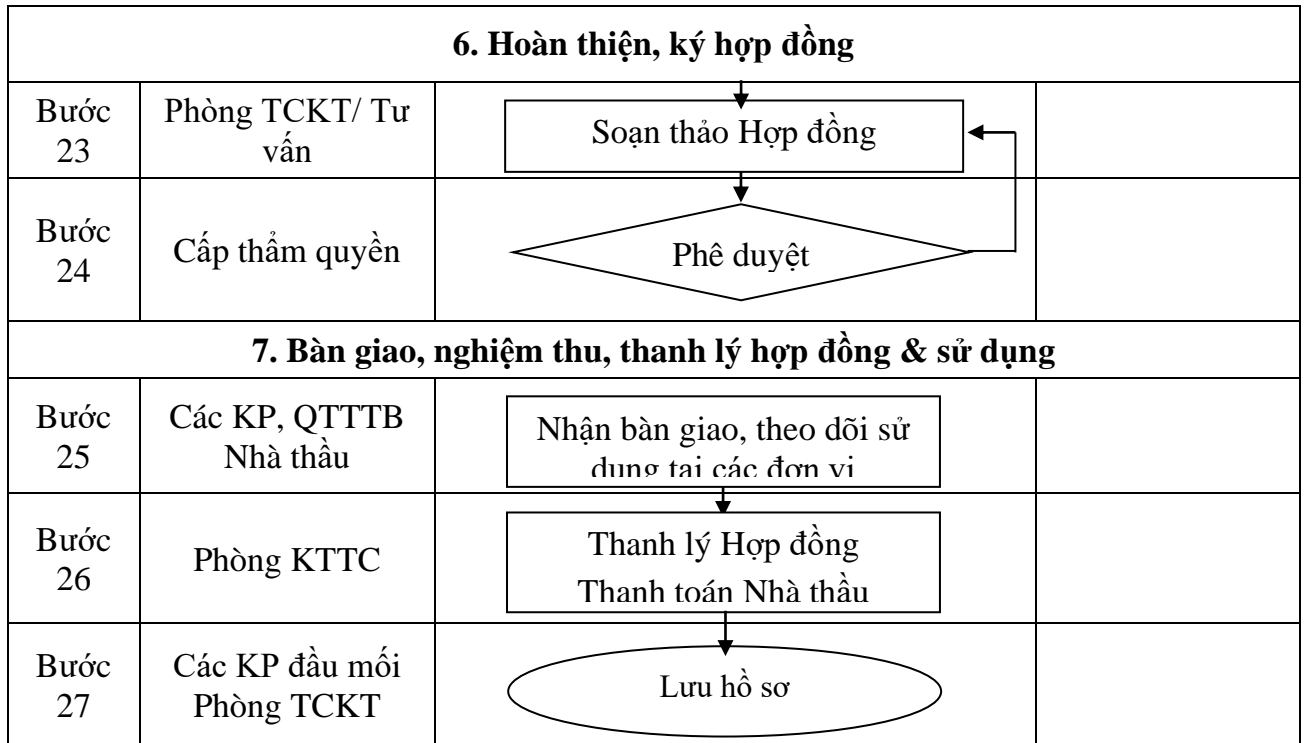 6. Hoàn thiện, ký hợp đồng
Bước
23
Phòng TCKT/ Tư
vấn
Soạn thảo Hợp đồng
Bước
24
Cấp thẩm quyền
Phê duyệt
7. Bàn giao, nghiệm thu, thanh lý hợp đồng & sử dụng
Bước
25
Các KP, QTTTB
Nhà thầu
Nhận bàn giao, theo dõi sử
dụng tại các đơn vị
Bước
26
Phòng KTTC
Thanh lý Hợp đồng
Thanh toán Nhà thầu
Bước
27
Các KP đầu mối
Phòng TCKT
Lưu hồ sơ